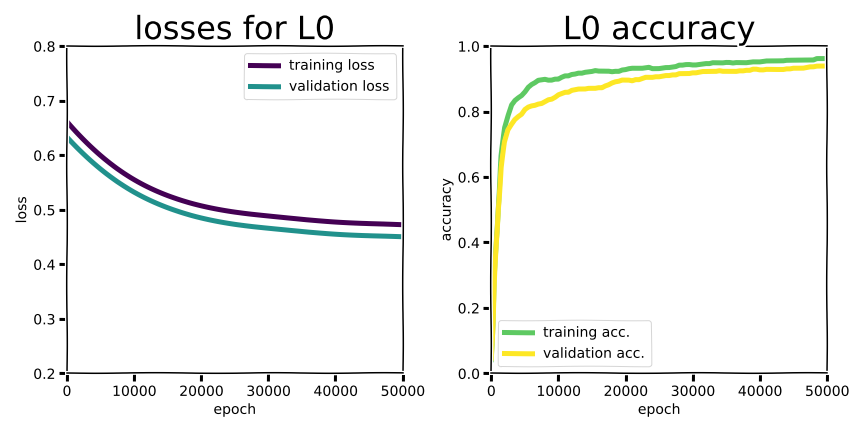 losses for L0
0.8
0.7
0.6
0.5
0.4
0.3
0.2
loss
training loss
validation loss
0 10000 20000 30000 40000 50000
epoch
L0 accuracy
1.0
0.8
0.6
0.4
0.2
0.0
accuracy
training acc.
validation acc.
0 10000 20000 30000 40000 50000
epoch